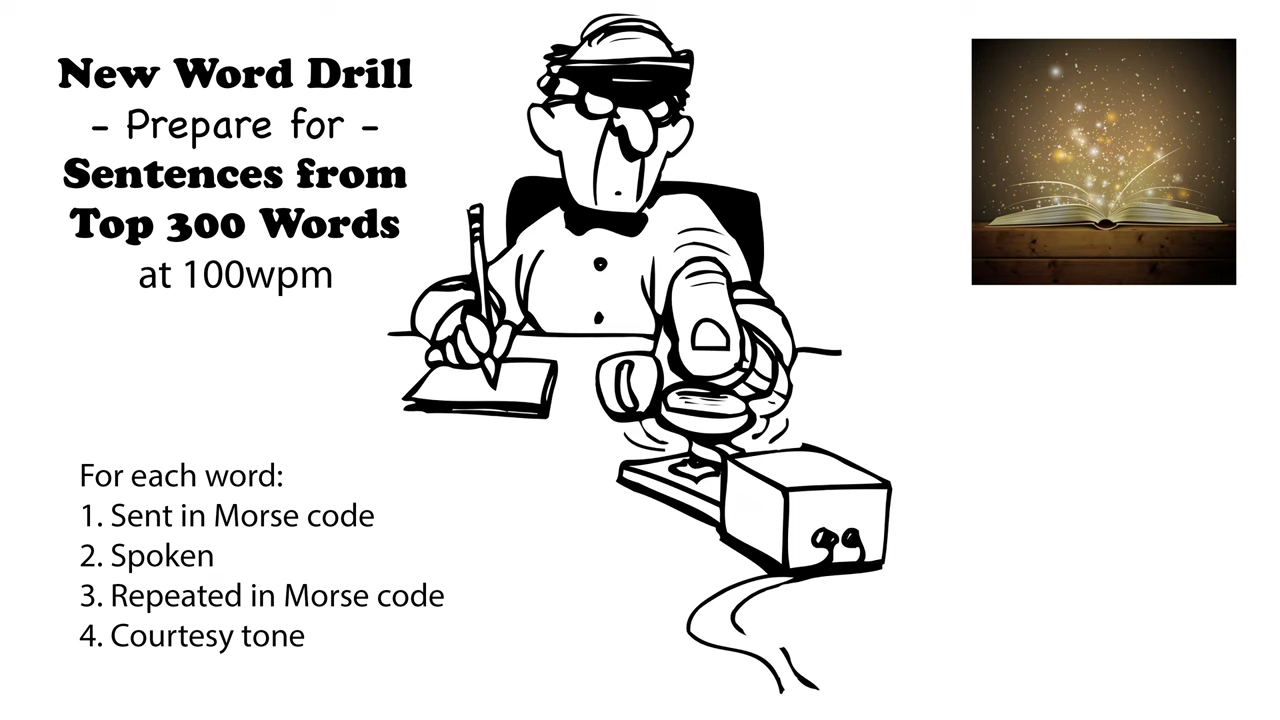 New Word Drill
- Prepare for -
Sentences from
Top 300 Words
at 100wpm
For each word:
1. Sent in Morse code
2. Spoken
3. Repeated in Morse code
4. Courtesy tone